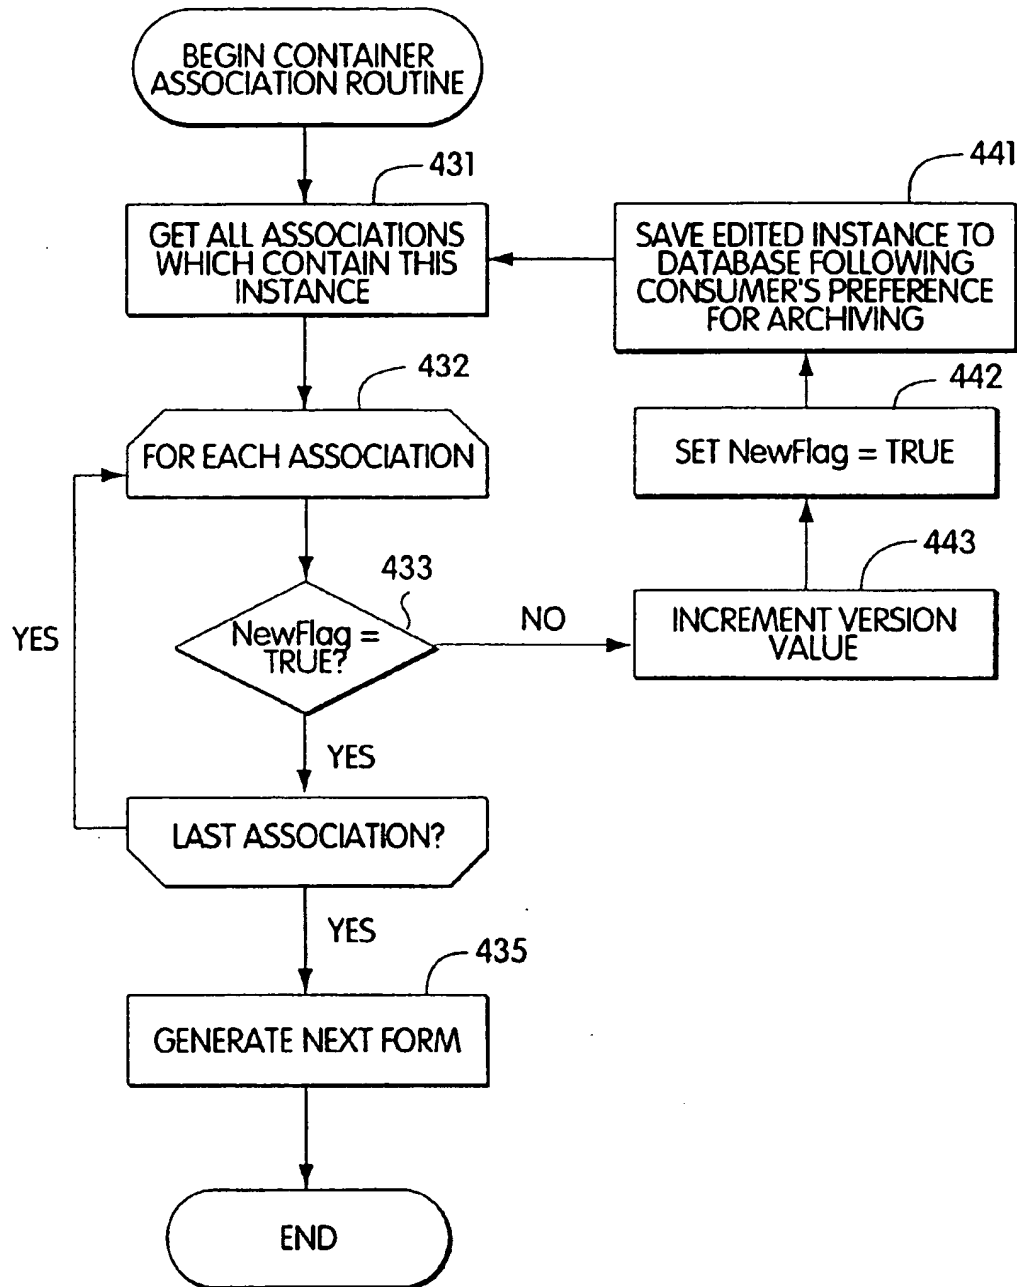 BEGIN CONTAINER
ASSOCIATION ROUTINE
431
GET ALL ASSOCIATIONS
WHICH CONTAIN THIS
INSTANCE
441
SAVE EDITED INSTANCE TO
DATABASE FOLLOWING
CONSUMER'S PREFERENCE
FOR ARCHIVING
432
FOR EACH ASSOCIATION
442
SET NewFlag = TRUE
433
NewFlag =
TRUE?
NO
443
INCREMENT VERSION
VALUE
YES
YES
LAST ASSOCIATION?
YES
435
GENERATE NEXT FORM
END